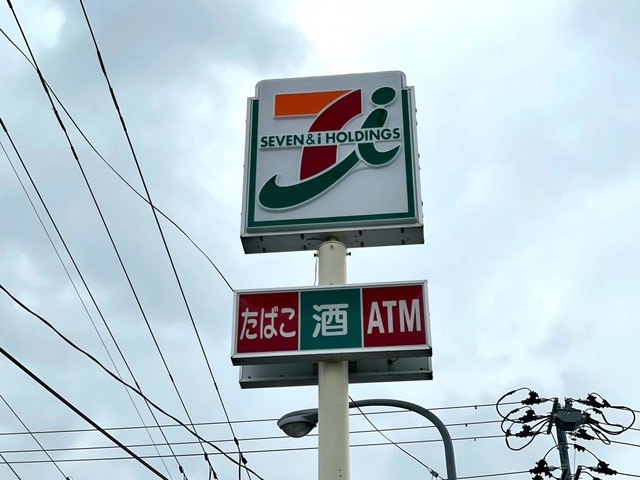 SEVEN & i HOLDINGS
たばこ 酒 ATM